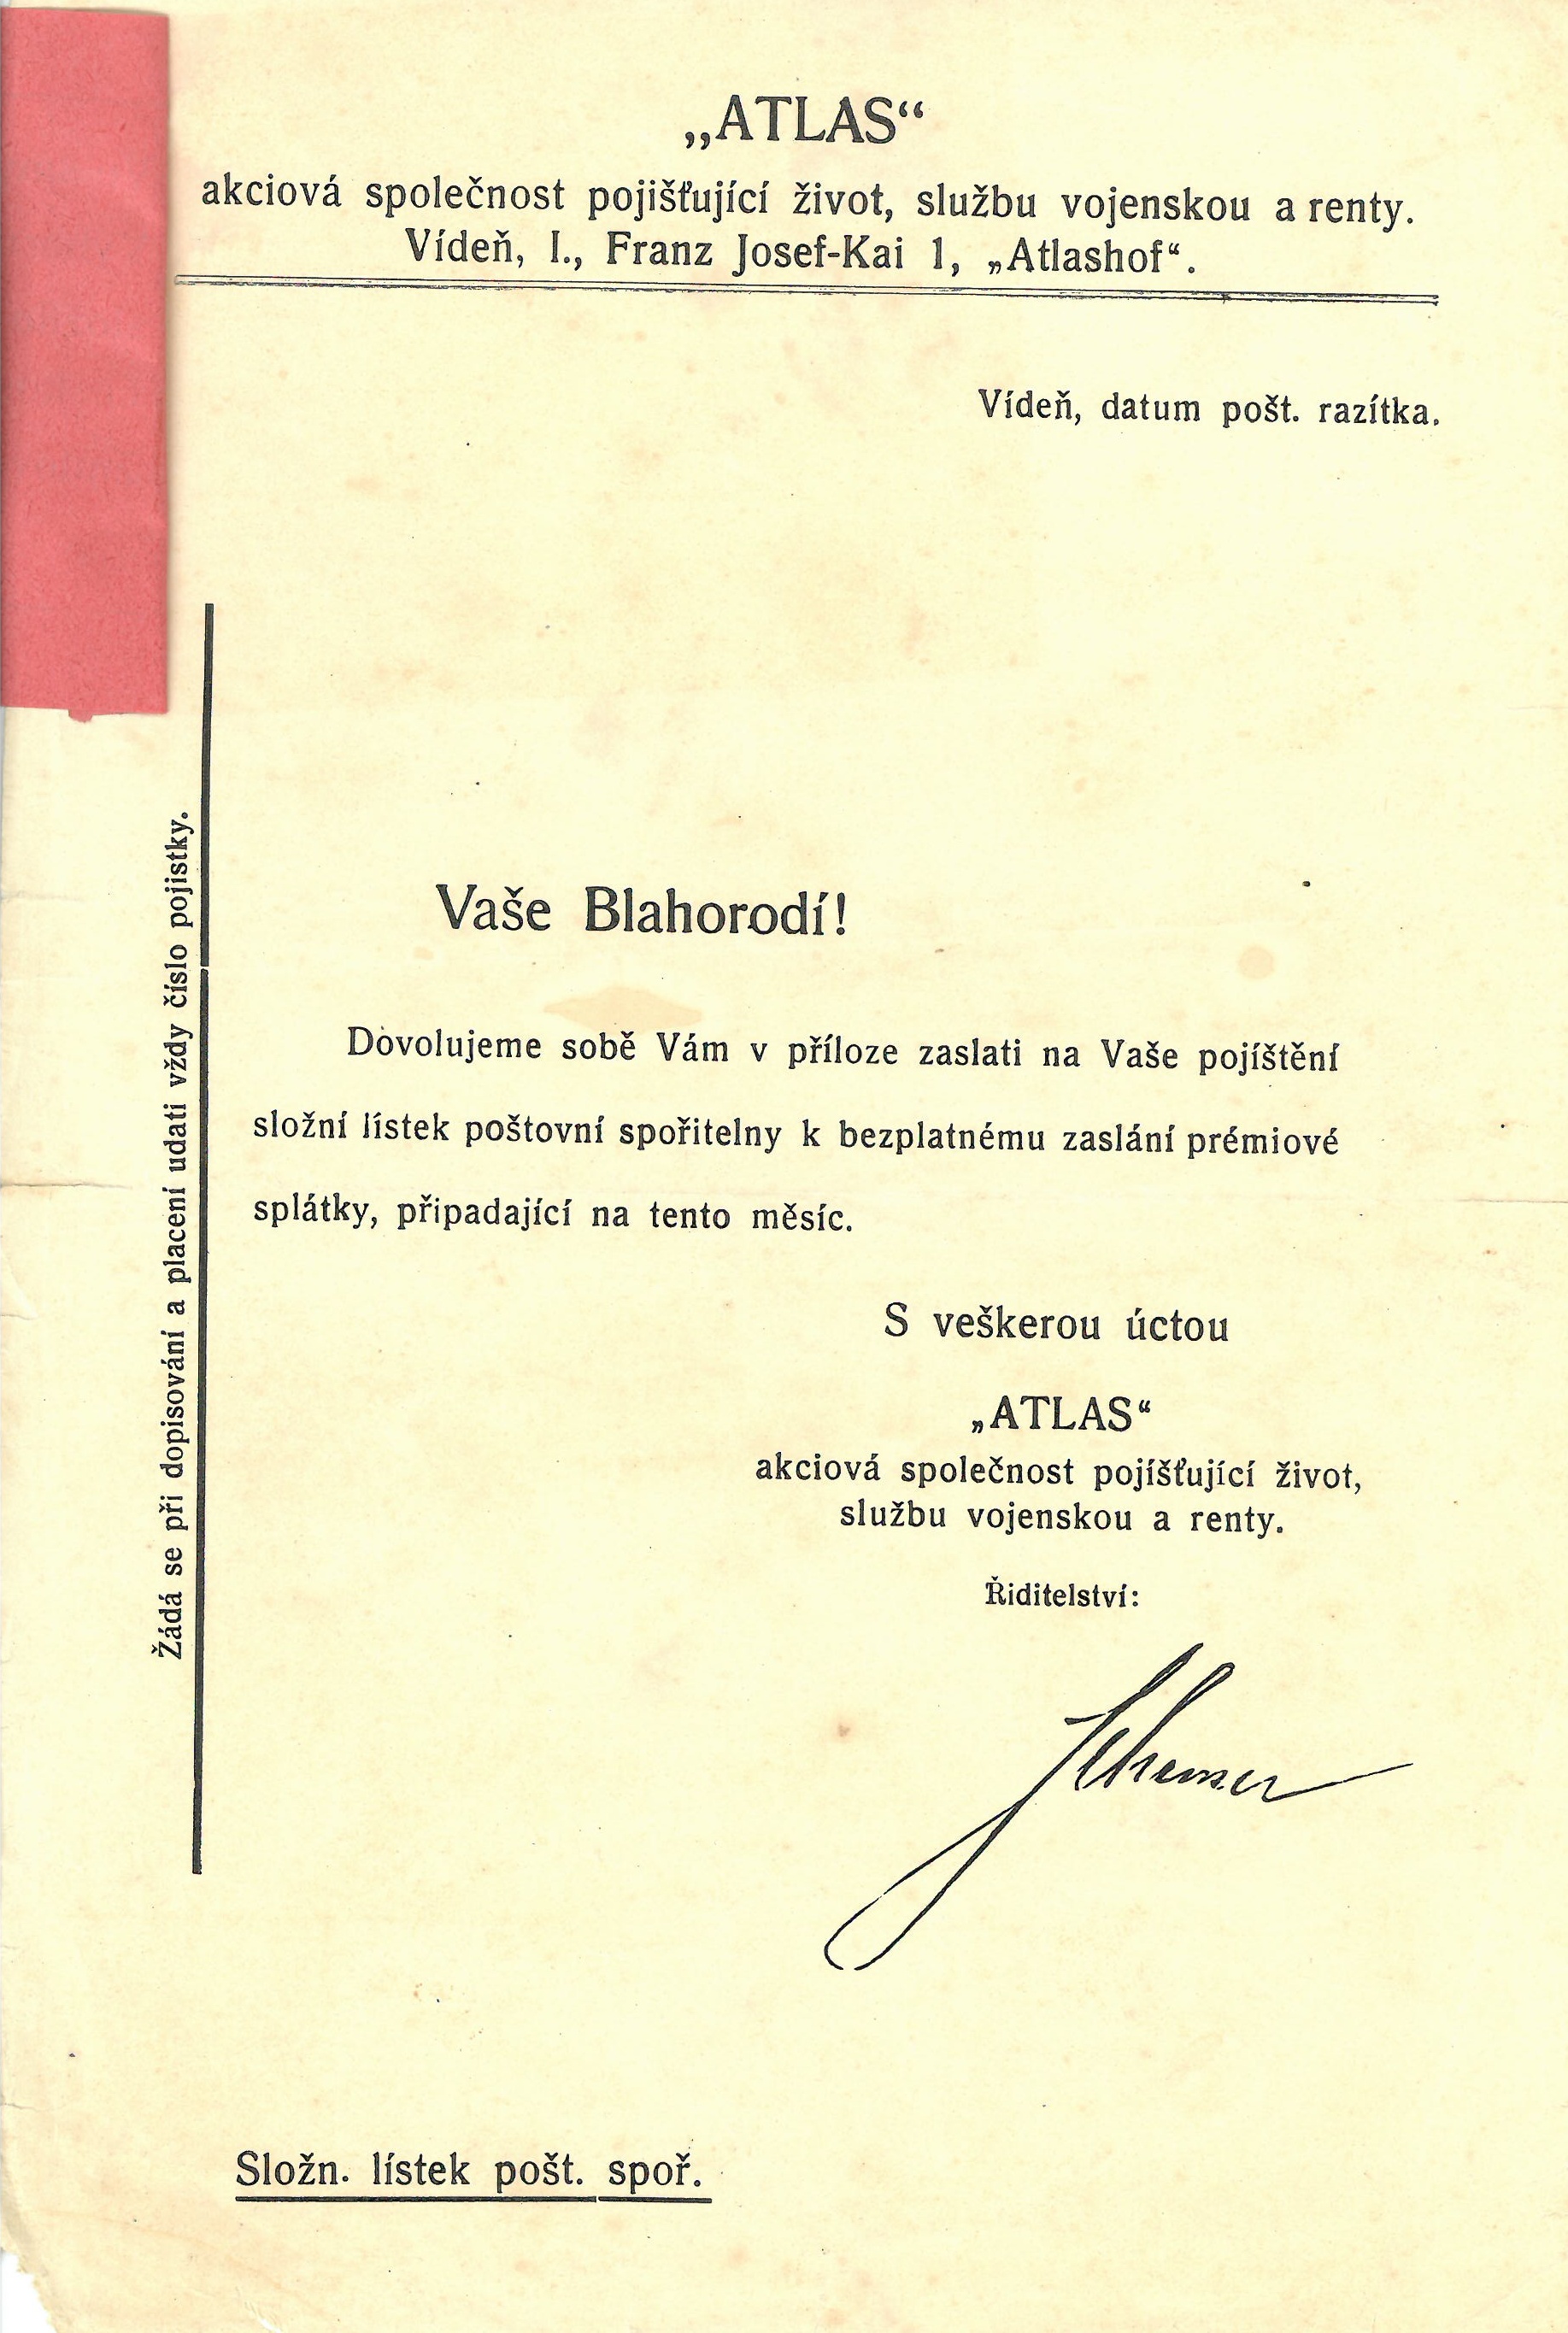 „ATLAS“
akciová společnost pojišťující život, službu vojenskou a renty.
Vídeň, I., Franz Josef-Kai 1, „Atlashof“.
Vídeň, datum pošt. razítka.
Žádá se při dopisování a placení udati vždy číslo pojistky.
Vaše Blahorodí!
Dovolujeme sobě Vám v příloze zaslati na Vaše pojíštění
složní lístek poštovní spořitelny k bezplatnému zaslání prémiové
splátky, připadající na tento měsíc.
S veškerou úctou
„ATLAS“
akciová společnost pojíšťující život,
službu vojenskou a renty.
Řiditelství:
Složn. lístek pošt. spoř.